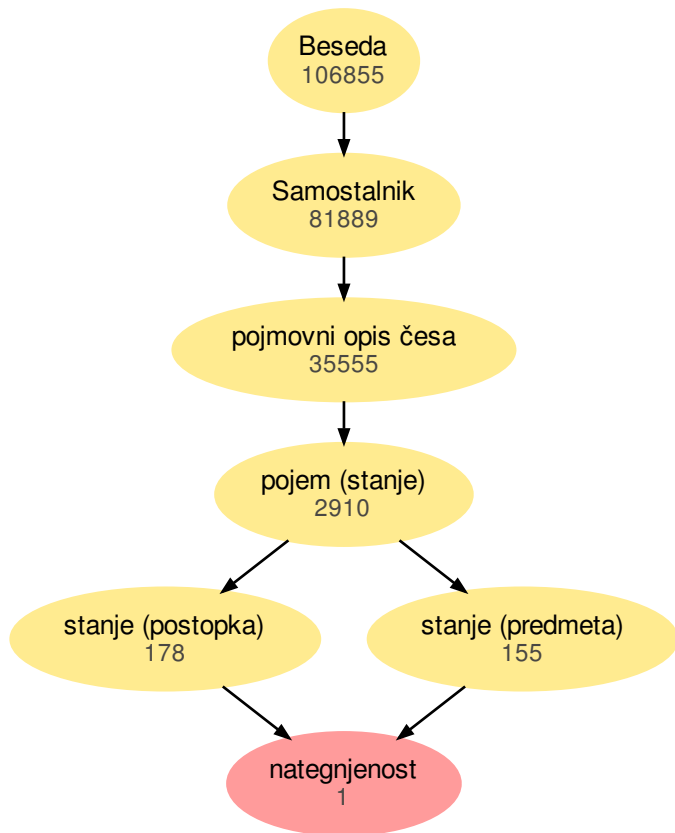 Beseda
106855
Samostalnik
81889
pojmovni opis česa
35555
pojem (stanje)
2910
stanje (postopka)
178
stanje (predmeta)
155
nategnjenost
1